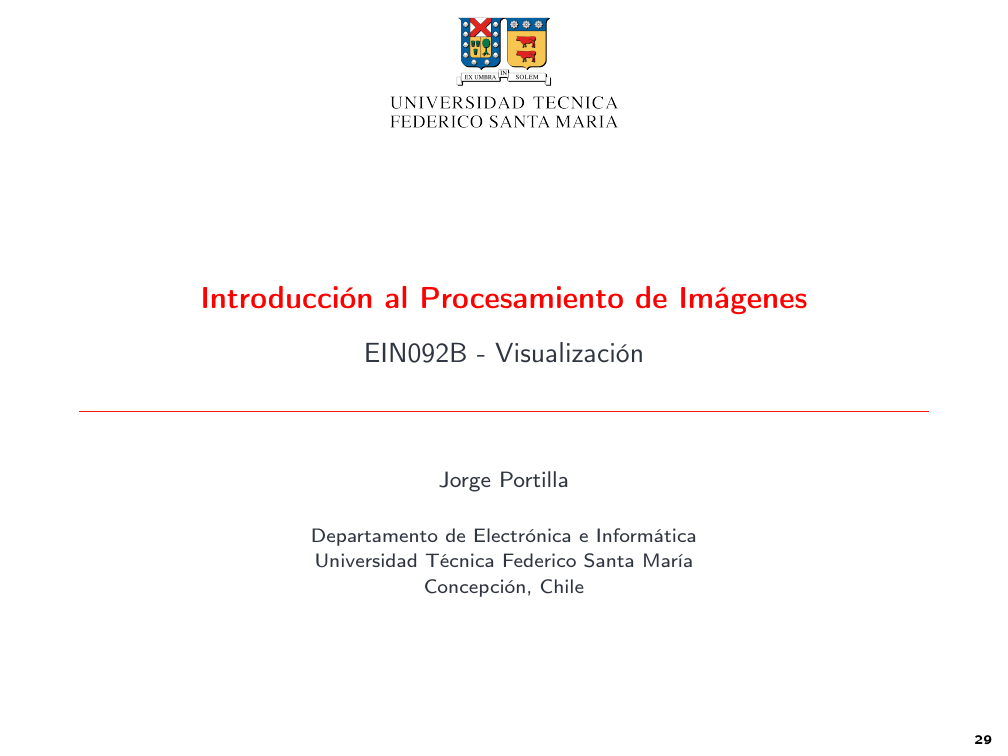 EX UMBRA IN SOLEM
UNIVERSIDAD TECNICA
FEDERICO SANTA MARIA
Introducción al Procesamiento de Imágenes
EIN092B - Visualización
Jorge Portilla
Departamento de Electrónica e Informática
Universidad Técnica Federico Santa María
Concepción, Chile
29